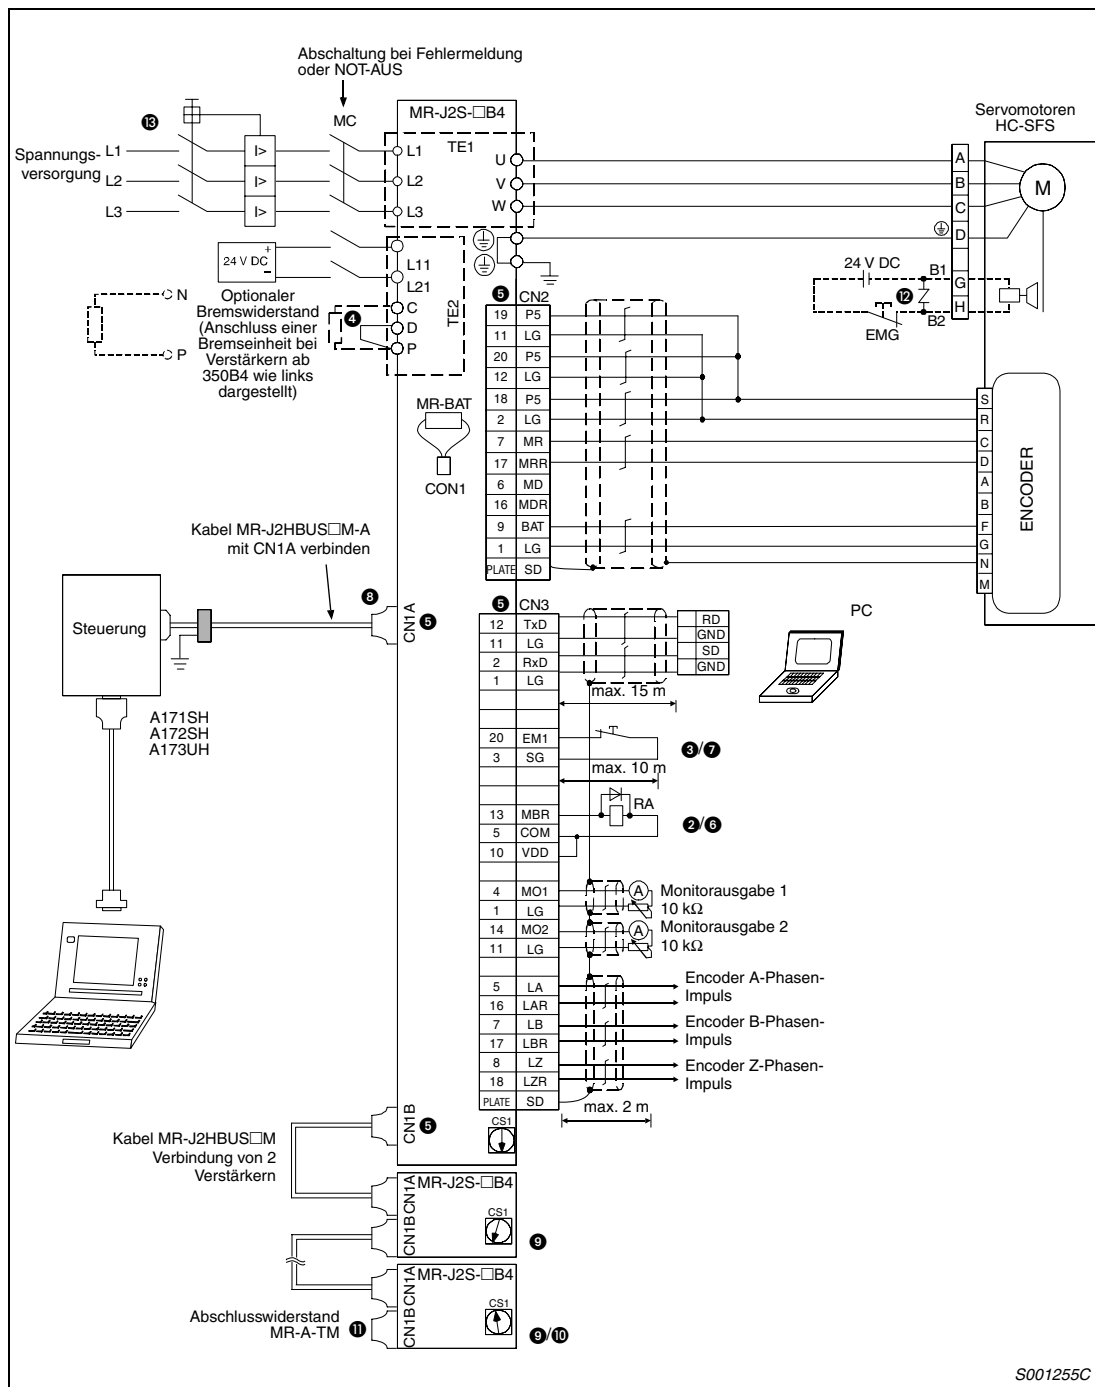 Abschaltung bei Fehlermeldung
oder NOT-AUS
MC
MR-J2S-□B4
TE1
⓭
Spannungs-
versorgung
L1
L2
L3
I>
I>
I>
L1
L2
L3
U
V
W
Servomotoren
HC-SFS
A
B
C
D
M
24 V DC
+
–
L11
L21
TE2
C
D
P
❹
N
P
Optionaler
Bremswiderstand
(Anschluss einer
Bremseinheit bei
Verstärkern ab
350B4 wie links
dargestellt)
24 V DC
B1
G
H
B2
⓬
EMG
MR-BAT
CON1
❺ CN2
19 P5
11 LG
20 P5
12 LG
18 P5
2 LG
7 MR
17 MRR
6 MD
16 MDR
9 BAT
1 LG
PLATE SD
S
R
C
D
A
B
F
G
N
M
ENCODER
Kabel MR-J2HBUS□M-A
mit CN1A verbinden
Steuerung
❽
CN1A
❺
A171SH
A172SH
A173UH
❺ CN3
12 TxD
11 LG
2 RxD
1 LG
20 EM1
3 SG
13 MBR
5 COM
10 VDD
4 MO1
1 LG
14 MO2
11 LG
5 LA
16 LAR
7 LB
17 LBR
8 LZ
18 LZR
PLATE SD
RD
GND
SD
GND
PC
max. 15 m
❸/❼
max. 10 m
RA
❷/❻
A
Monitorausgabe 1
10 kΩ
A
Monitorausgabe 2
10 kΩ
Encoder A-Phasen-
Impuls
Encoder B-Phasen-
Impuls
Encoder Z-Phasen-
Impuls
max. 2 m
CN1B
❺
CS1
Kabel MR-J2HBUS□M
Verbindung von 2
Verstärkern
CN1A
MR-J2S-□B4
CN1B
CS1
❾
CN1A
MR-J2S-□B4
CN1B
CS1
❾/❿
Abschlusswiderstand
MR-A-TM
⓫
S001255C